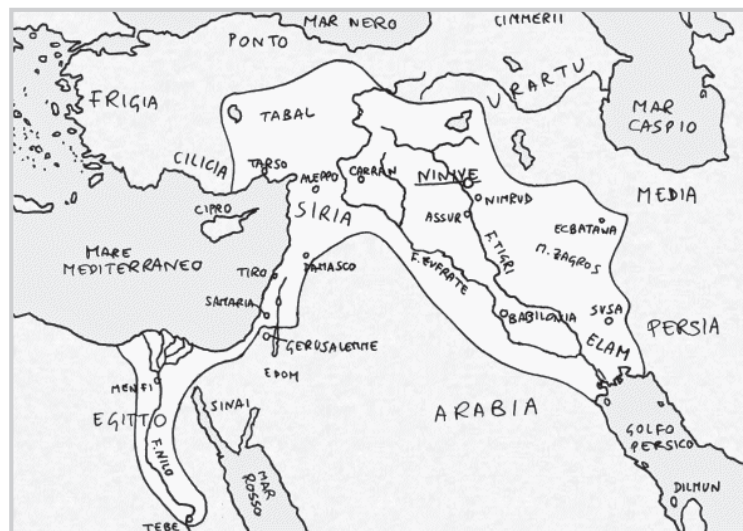 MAR NERO
CIMMERII
PONTO
FRIGIA
TABAL
URARTU
MAR
CASPIO
CILICIA
TARSO
ALEPPO
CARRAN
NINIVE
NIMRUD
MEDIA
CIPRO
SIRIA
ASSUR
ECBATANA
MARE
MEDITERRANEO
F. TIGRI
M. ZAGROS
TIRO
DAMASCO
F. EUFRATE
SAMARIA
BABILONIA
SUSA
PERSIA
GERUSALEMME
ELAM
EDOM
MENFI
SINAI
ARABIA
EGITTO
F. NILO
GOLFO
PERSICO
MAR
ROSSO
DILMUN
TEBE